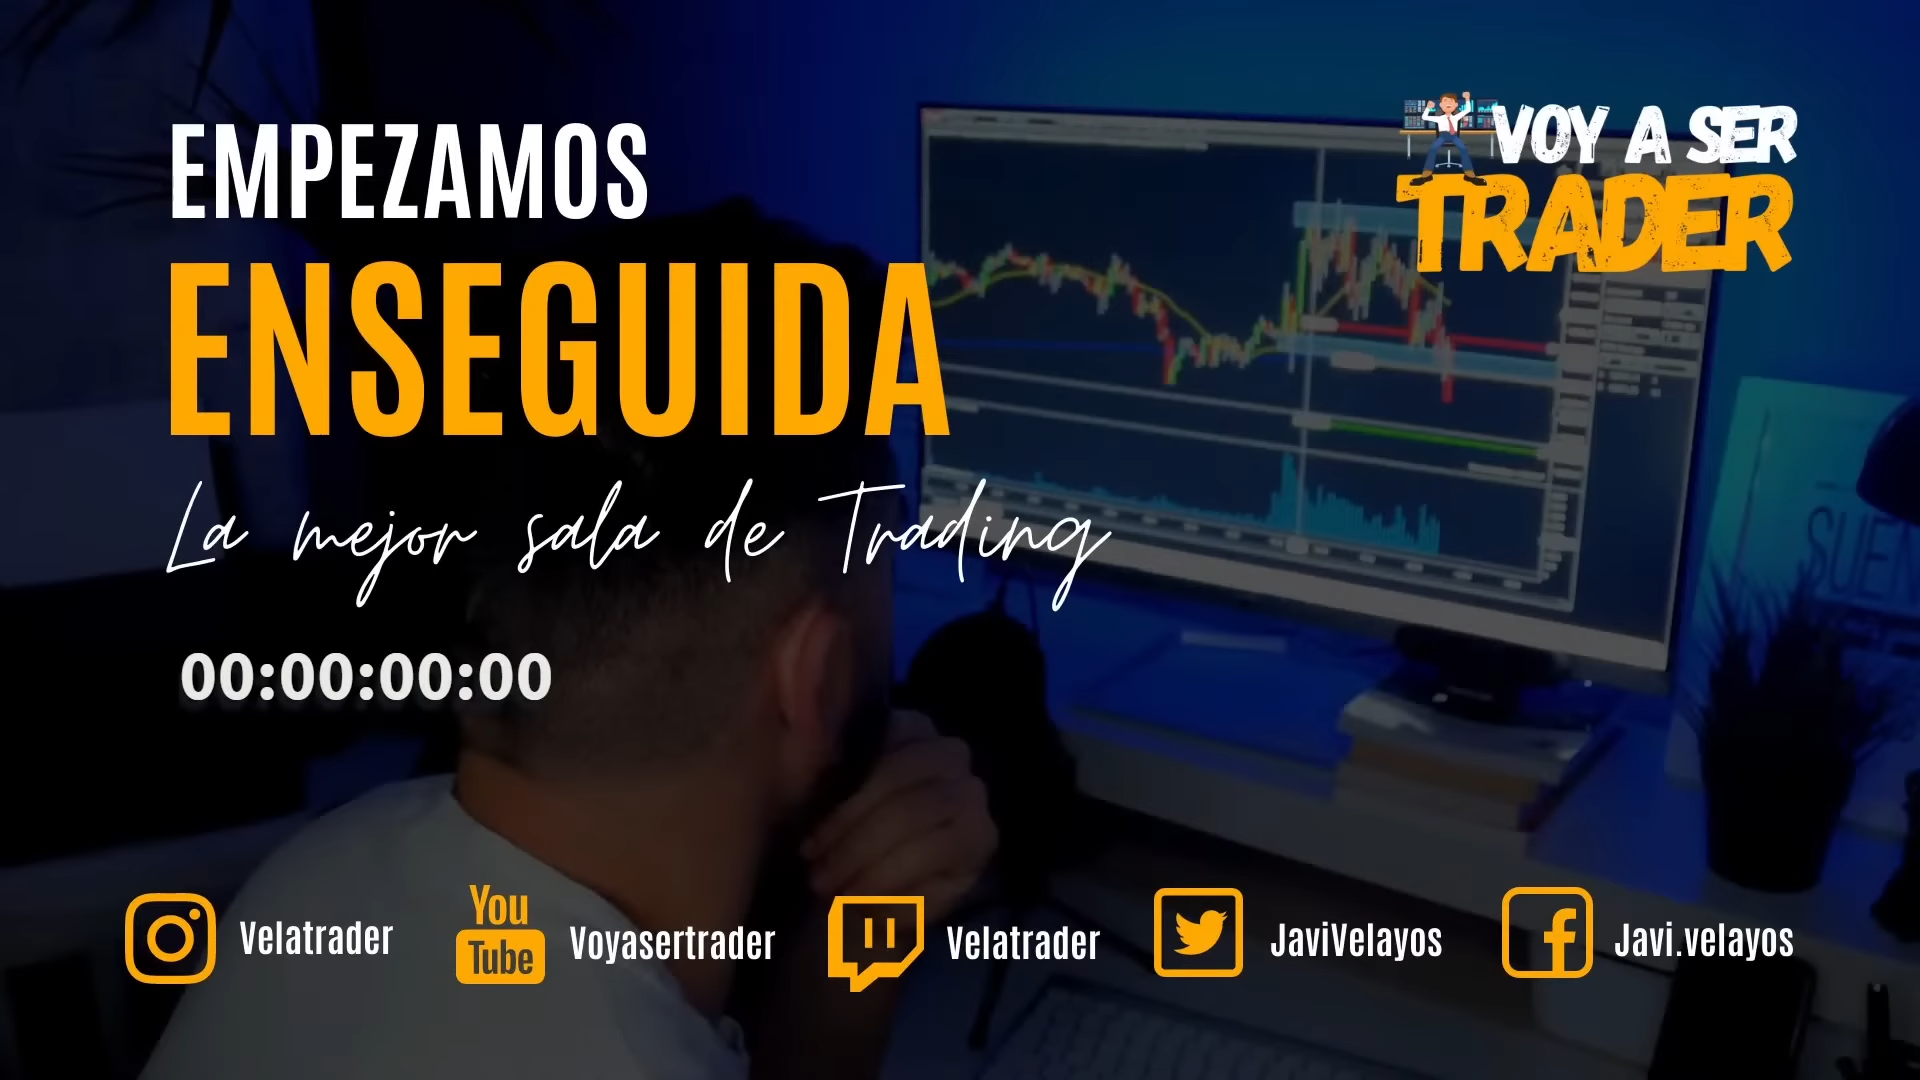 EMPEZAMOS
ENSEGUIDA
VOY A SER
TRADER
La mejor sala de Trading
00:00:00:00
Velatrader
You
Tube
Voyasertrader
Velatrader
JaviVelayos
Javi.velayos